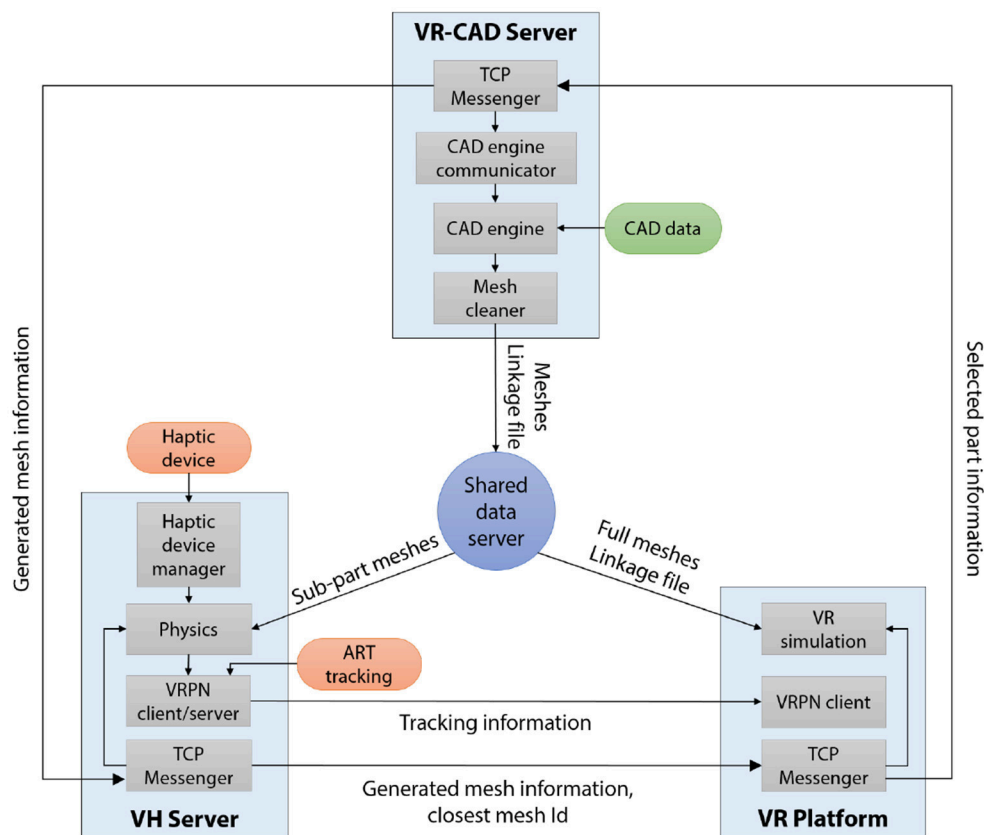 VR-CAD Server
TCP
Messenger
CAD engine
communicator
CAD engine
CAD data
Mesh
cleaner
Meshes
Linkage file
Generated mesh information
Selected part information
Haptic
device
Shared
data
server
Haptic
device
manager
Sub-part meshes
Full meshes
Linkage file
Physics
VR
simulation
ART
tracking
VRPN
client/server
Tracking information
VRPN client
TCP
Messenger
Generated mesh information,
closest mesh Id
TCP
Messenger
VH Server
VR Platform